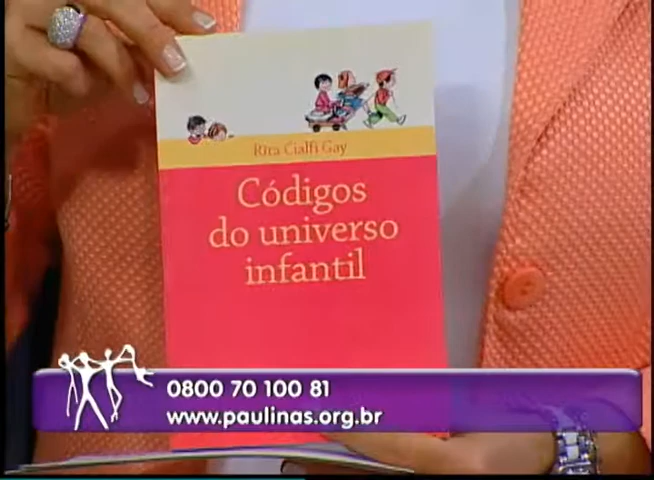 Rita Cialfi Gay
Códigos
do universo
infantil
0800 70 100 81
www.paulinas.org.br